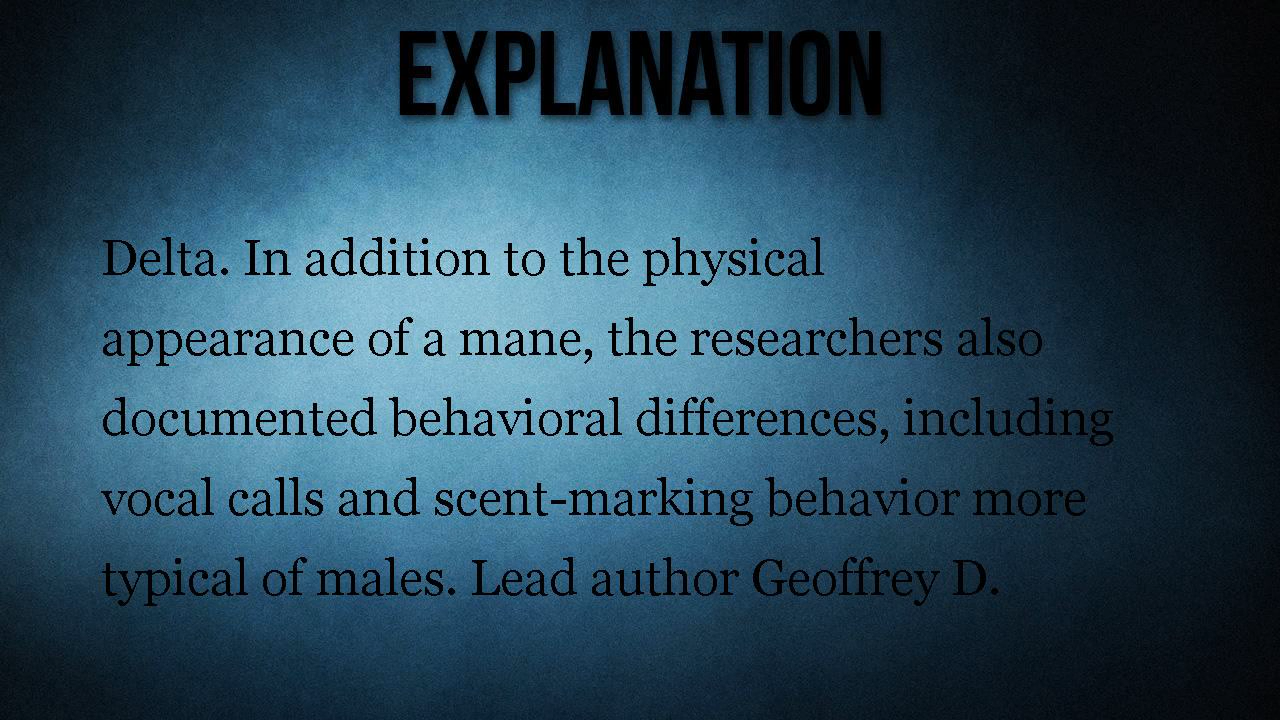 EXPLANATION
Delta. In addition to the physical
appearance of a mane, the researchers also
documented behavioral differences, including
vocal calls and scent-marking behavior more
typical of males. Lead author Geoffrey D.